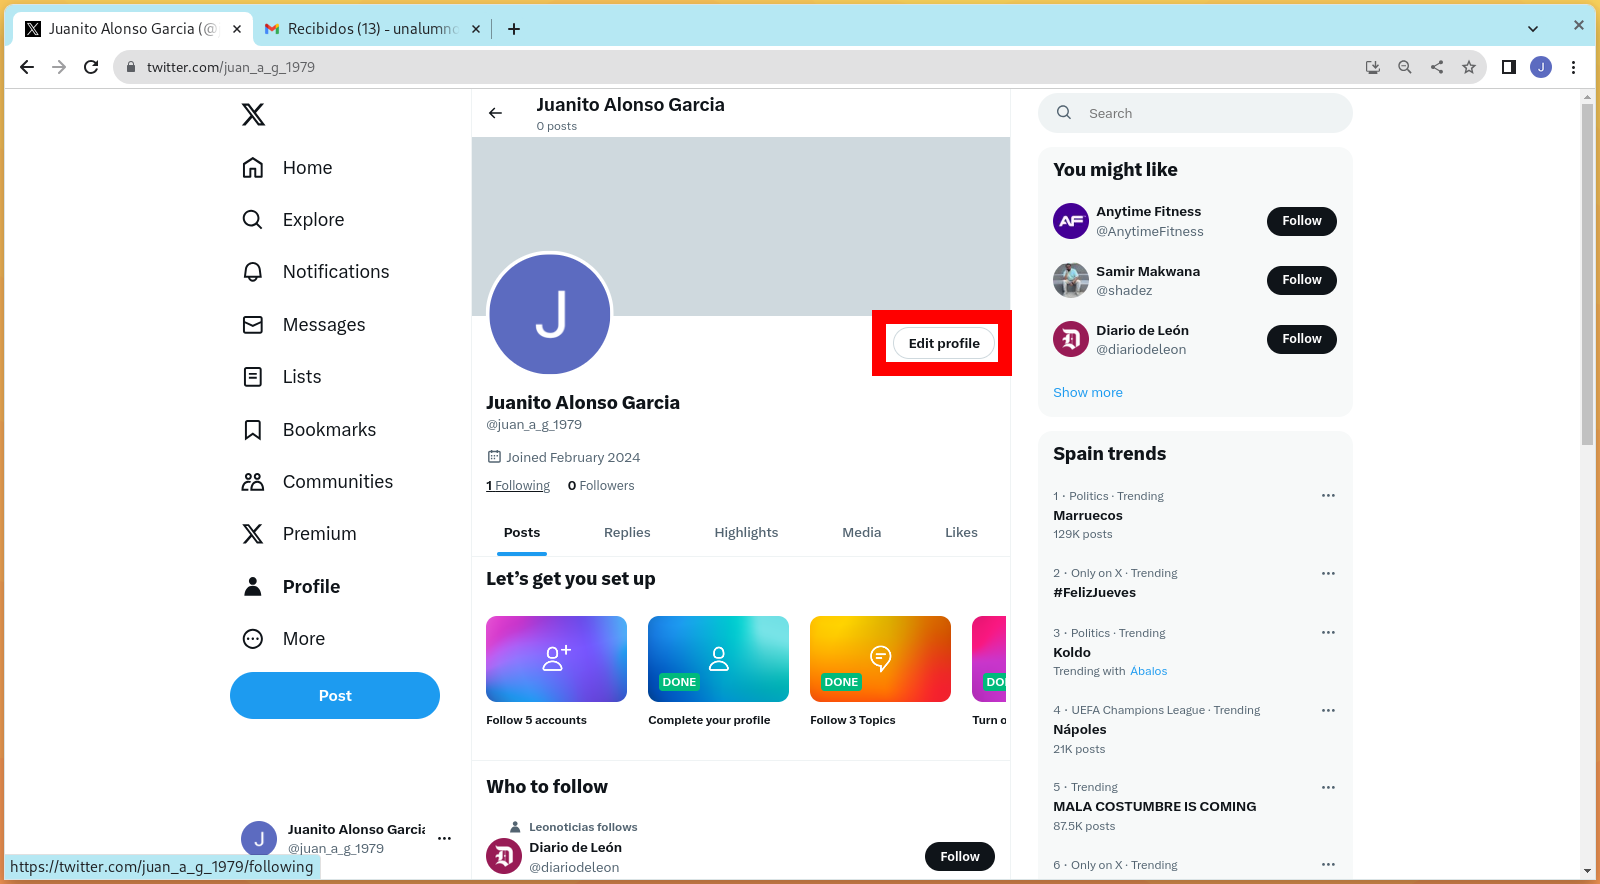 Juanito Alonso Garcia (@
Recibidos (13) - unalumno
twitter.com/juan_a_g_1979
J
Home
Explore
Notifications
Messages
Lists
Bookmarks
Communities
Premium
Profile
More
Post
Juanito Alonso Garcia
@juan_a_g_1979
J
https://twitter.com/juan_a_g_1979/following
Juanito Alonso Garcia
0 posts
J
Edit profile
Juanito Alonso Garcia
@juan_a_g_1979
Joined February 2024
1 Following 0 Followers
Posts Replies Highlights Media Likes
Let's get you set up
DONE DONE DO
Follow 5 accounts Complete your profile Follow 3 Topics Turn o
Who to follow
Leonoticias follows
Diario de León
@diariodeleon
Follow
Search
You might like
AF
Anytime Fitness
@AnytimeFitness
Follow
Samir Makwana
@shadez
Follow
Diario de León
@diariodeleon
Follow
Show more
Spain trends
1 · Politics · Trending
Marruecos
129K posts
2 · Only on X · Trending
#FelizJueves
3 · Politics · Trending
Koldo
Trending with Ábalos
4 · UEFA Champions League · Trending
Nápoles
21K posts
5 · Trending
MALA COSTUMBRE IS COMING
87.5K posts
6 · Only on X · Trending